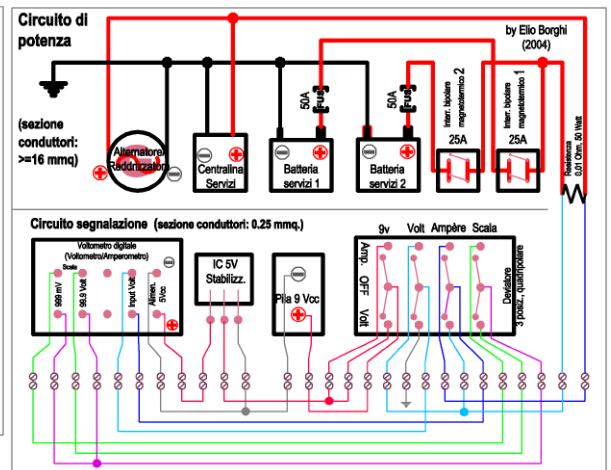 Circuito di
potenza
by Elio Borghi
(2004)
50A
FUS
50A
FUS
Interr. bipolare
magnetotermico 2
Interr. bipolare
magnetotermico 1
25A
25A
(sezione
conduttori:
>=16 mmq)
Alternatore/
Raddrizzatore
Centralina
Servizi
Batteria
servizi 1
Batteria
servizi 2
Resistenza
0,01 Ohm, 50 Watt
Circuito segnalazione (sezione conduttori: 0.25 mmq.)
Voltometro digitale
(Voltometro/Amperometro)
Scala
999 mV
99.9 Volt
Input Volt
Alimen.
5Vcc
IC 5V
Stabilizz.
Pila 9 Vcc
9v Volt Ampère Scala
Amp. OFF Volt
Deviatore
3 posiz., quadripolare